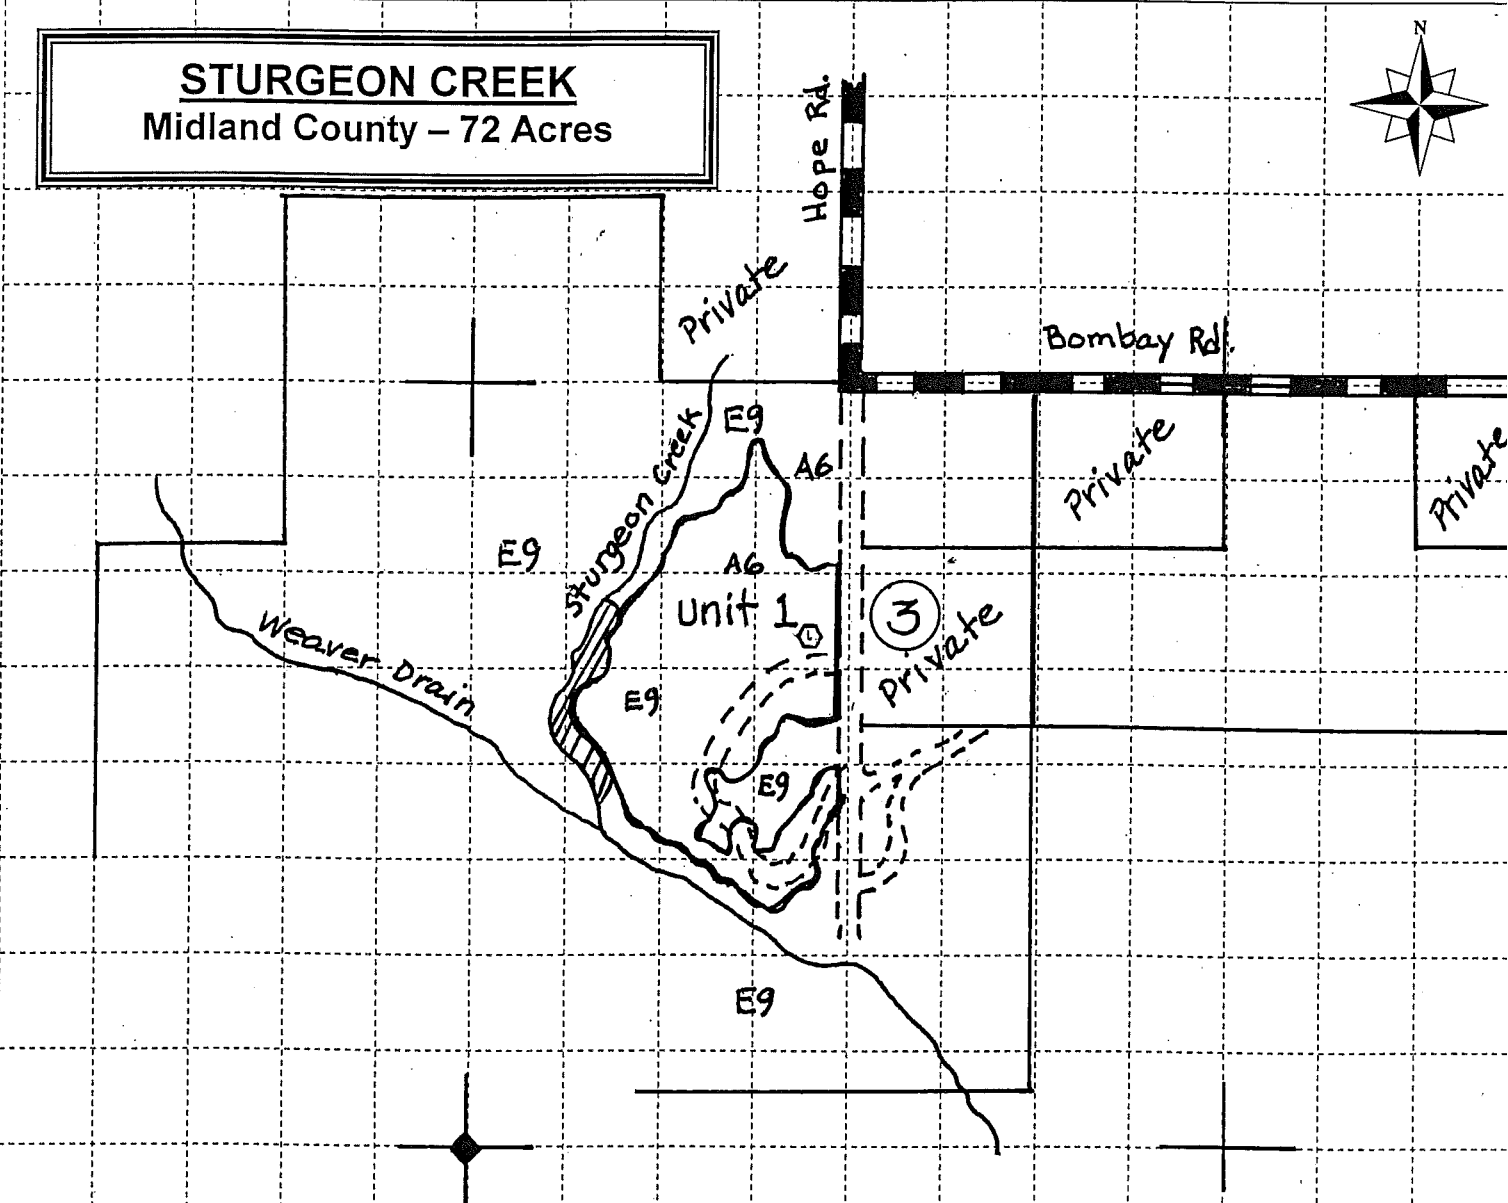 STURGEON CREEK
Midland County – 72 Acres
N
Hope Rd.
Private
Bombay Rd.
E9
A6
Private
Private
Sturgeon Creek
E9
A6
Unit 1
L
3
Private
Weaver Drain
E9
E9
E9